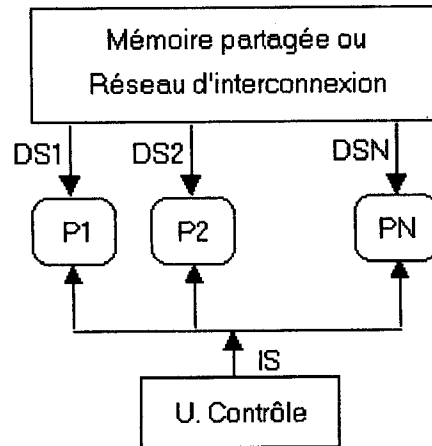 Mémoire partagée ou
Réseau d'interconnexion
DS1 DS2 DSN
P1 P2 PN
IS
U. Contrôle